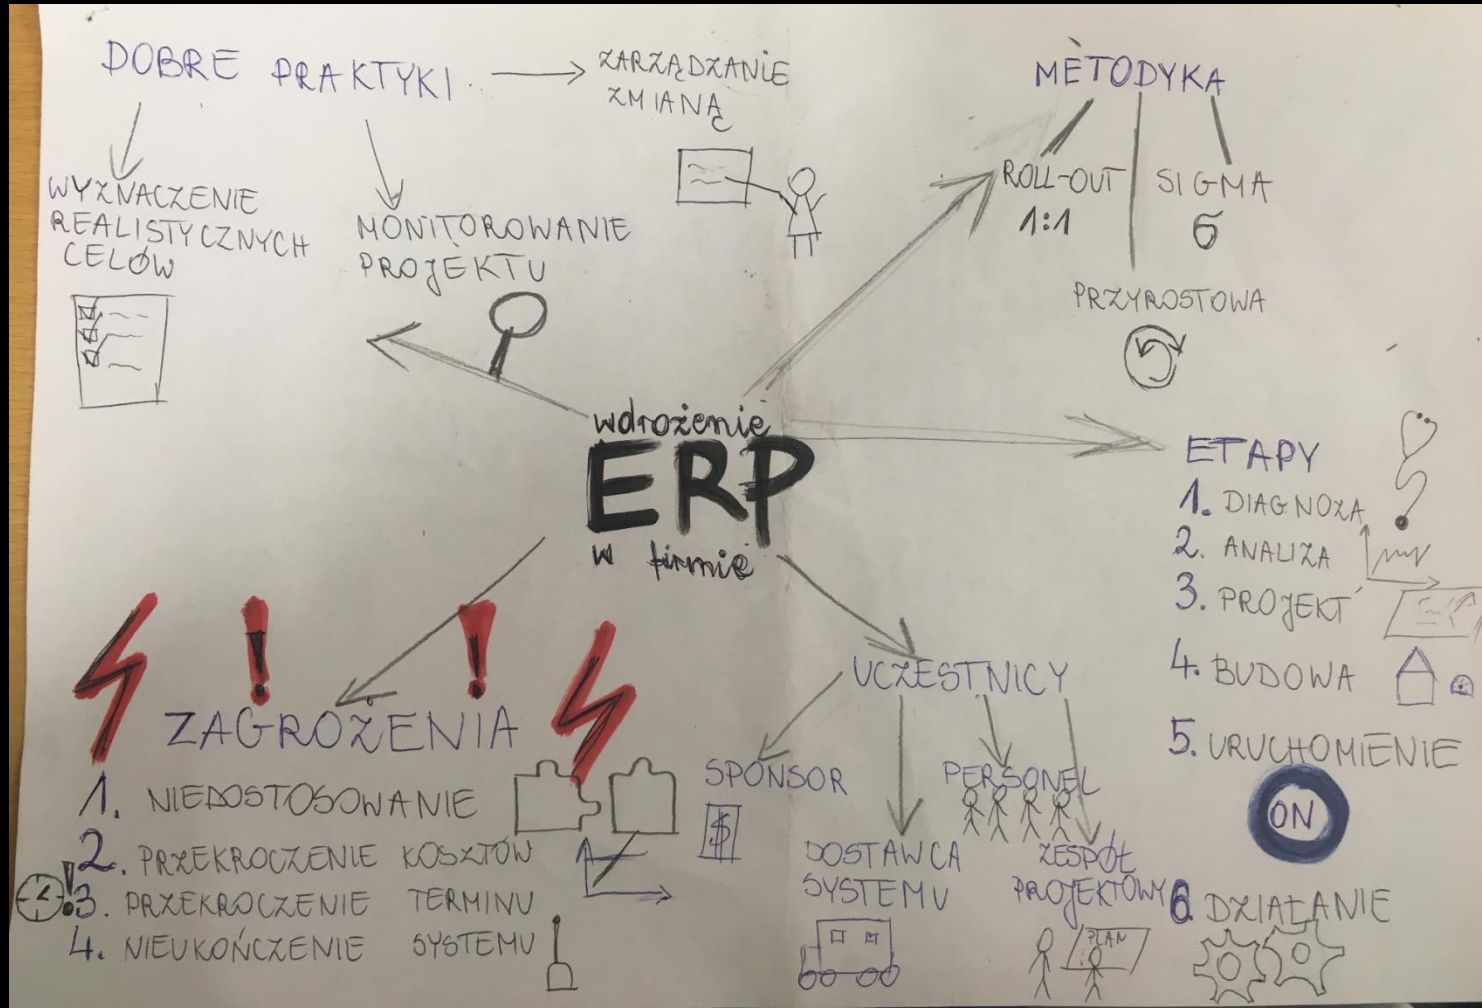 DOBRE PRAKTYKI
ZARZĄDZANIE
ZMIANĄ
WYZNACZENIE
REALISTYCZNYCH
CELÓW
MONITOROWANIE
PROJEKTU
METODYKA
ROLL-OUT
1:1
SIGMA
6
PRZYROSTOWA
wdrożenie
ERP
w firmie
ETAPY
1. DIAGNOZA
2. ANALIZA
3. PROJEKT
4. BUDOWA
5. URUCHOMIENIE
ON
6. DZIAŁANIE
! !
ZAGROŻENIA
1. NIEDOSTOSOWANIE
2. PRZEKROCZENIE KOSZTÓW
3. PRZEKROCZENIE TERMINU
4. NIEUKOŃCZENIE SYSTEMU
!
UCZESTNICY
SPONSOR
$
DOSTAWCA
SYSTEMU
PERSONEL
ZESPÓŁ
PROJEKTOWY
PLAN